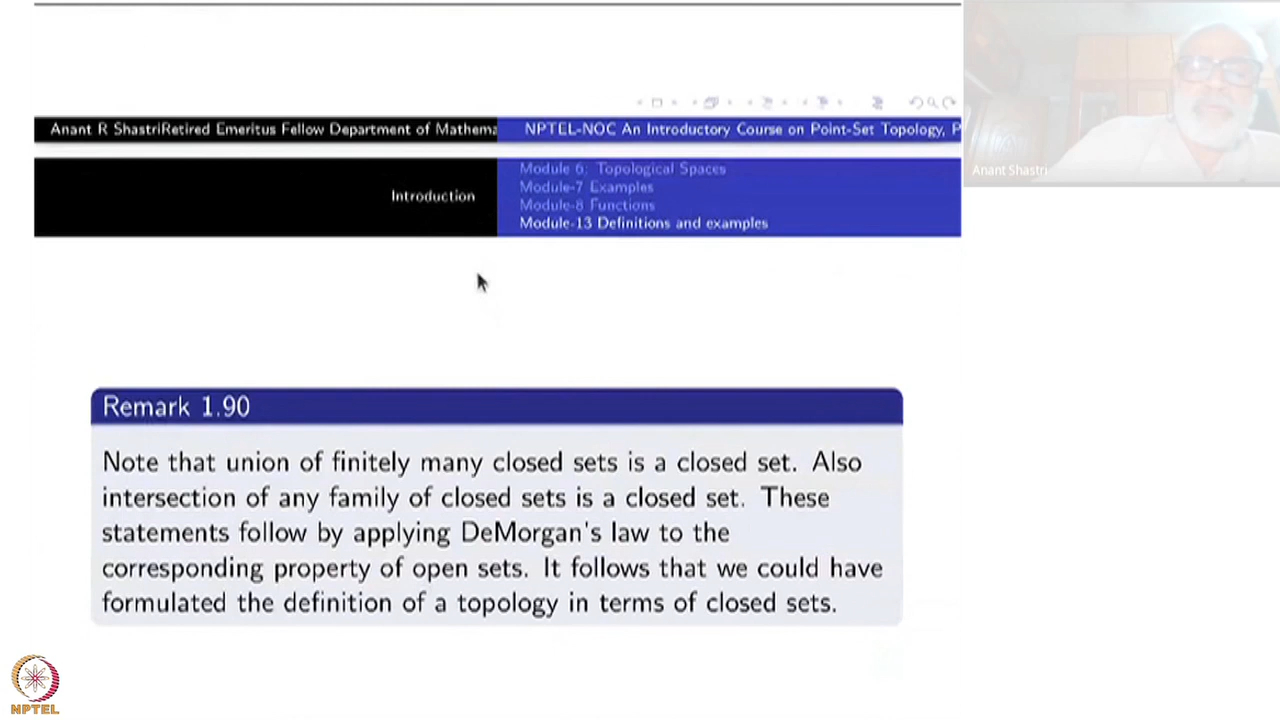 Anant R ShastriRetired Emeritus Fellow Department of Mathema
NPTEL-NOC An Introductory Course on Point-Set Topology, P
Introduction
Module 6: Topological Spaces
Module-7 Examples
Module-8 Functions
Module-13 Definitions and examples
Anant Shastri
Remark 1.90
Note that union of finitely many closed sets is a closed set. Also
intersection of any family of closed sets is a closed set. These
statements follow by applying DeMorgan's law to the
corresponding property of open sets. It follows that we could have
formulated the definition of a topology in terms of closed sets.
NPTEL